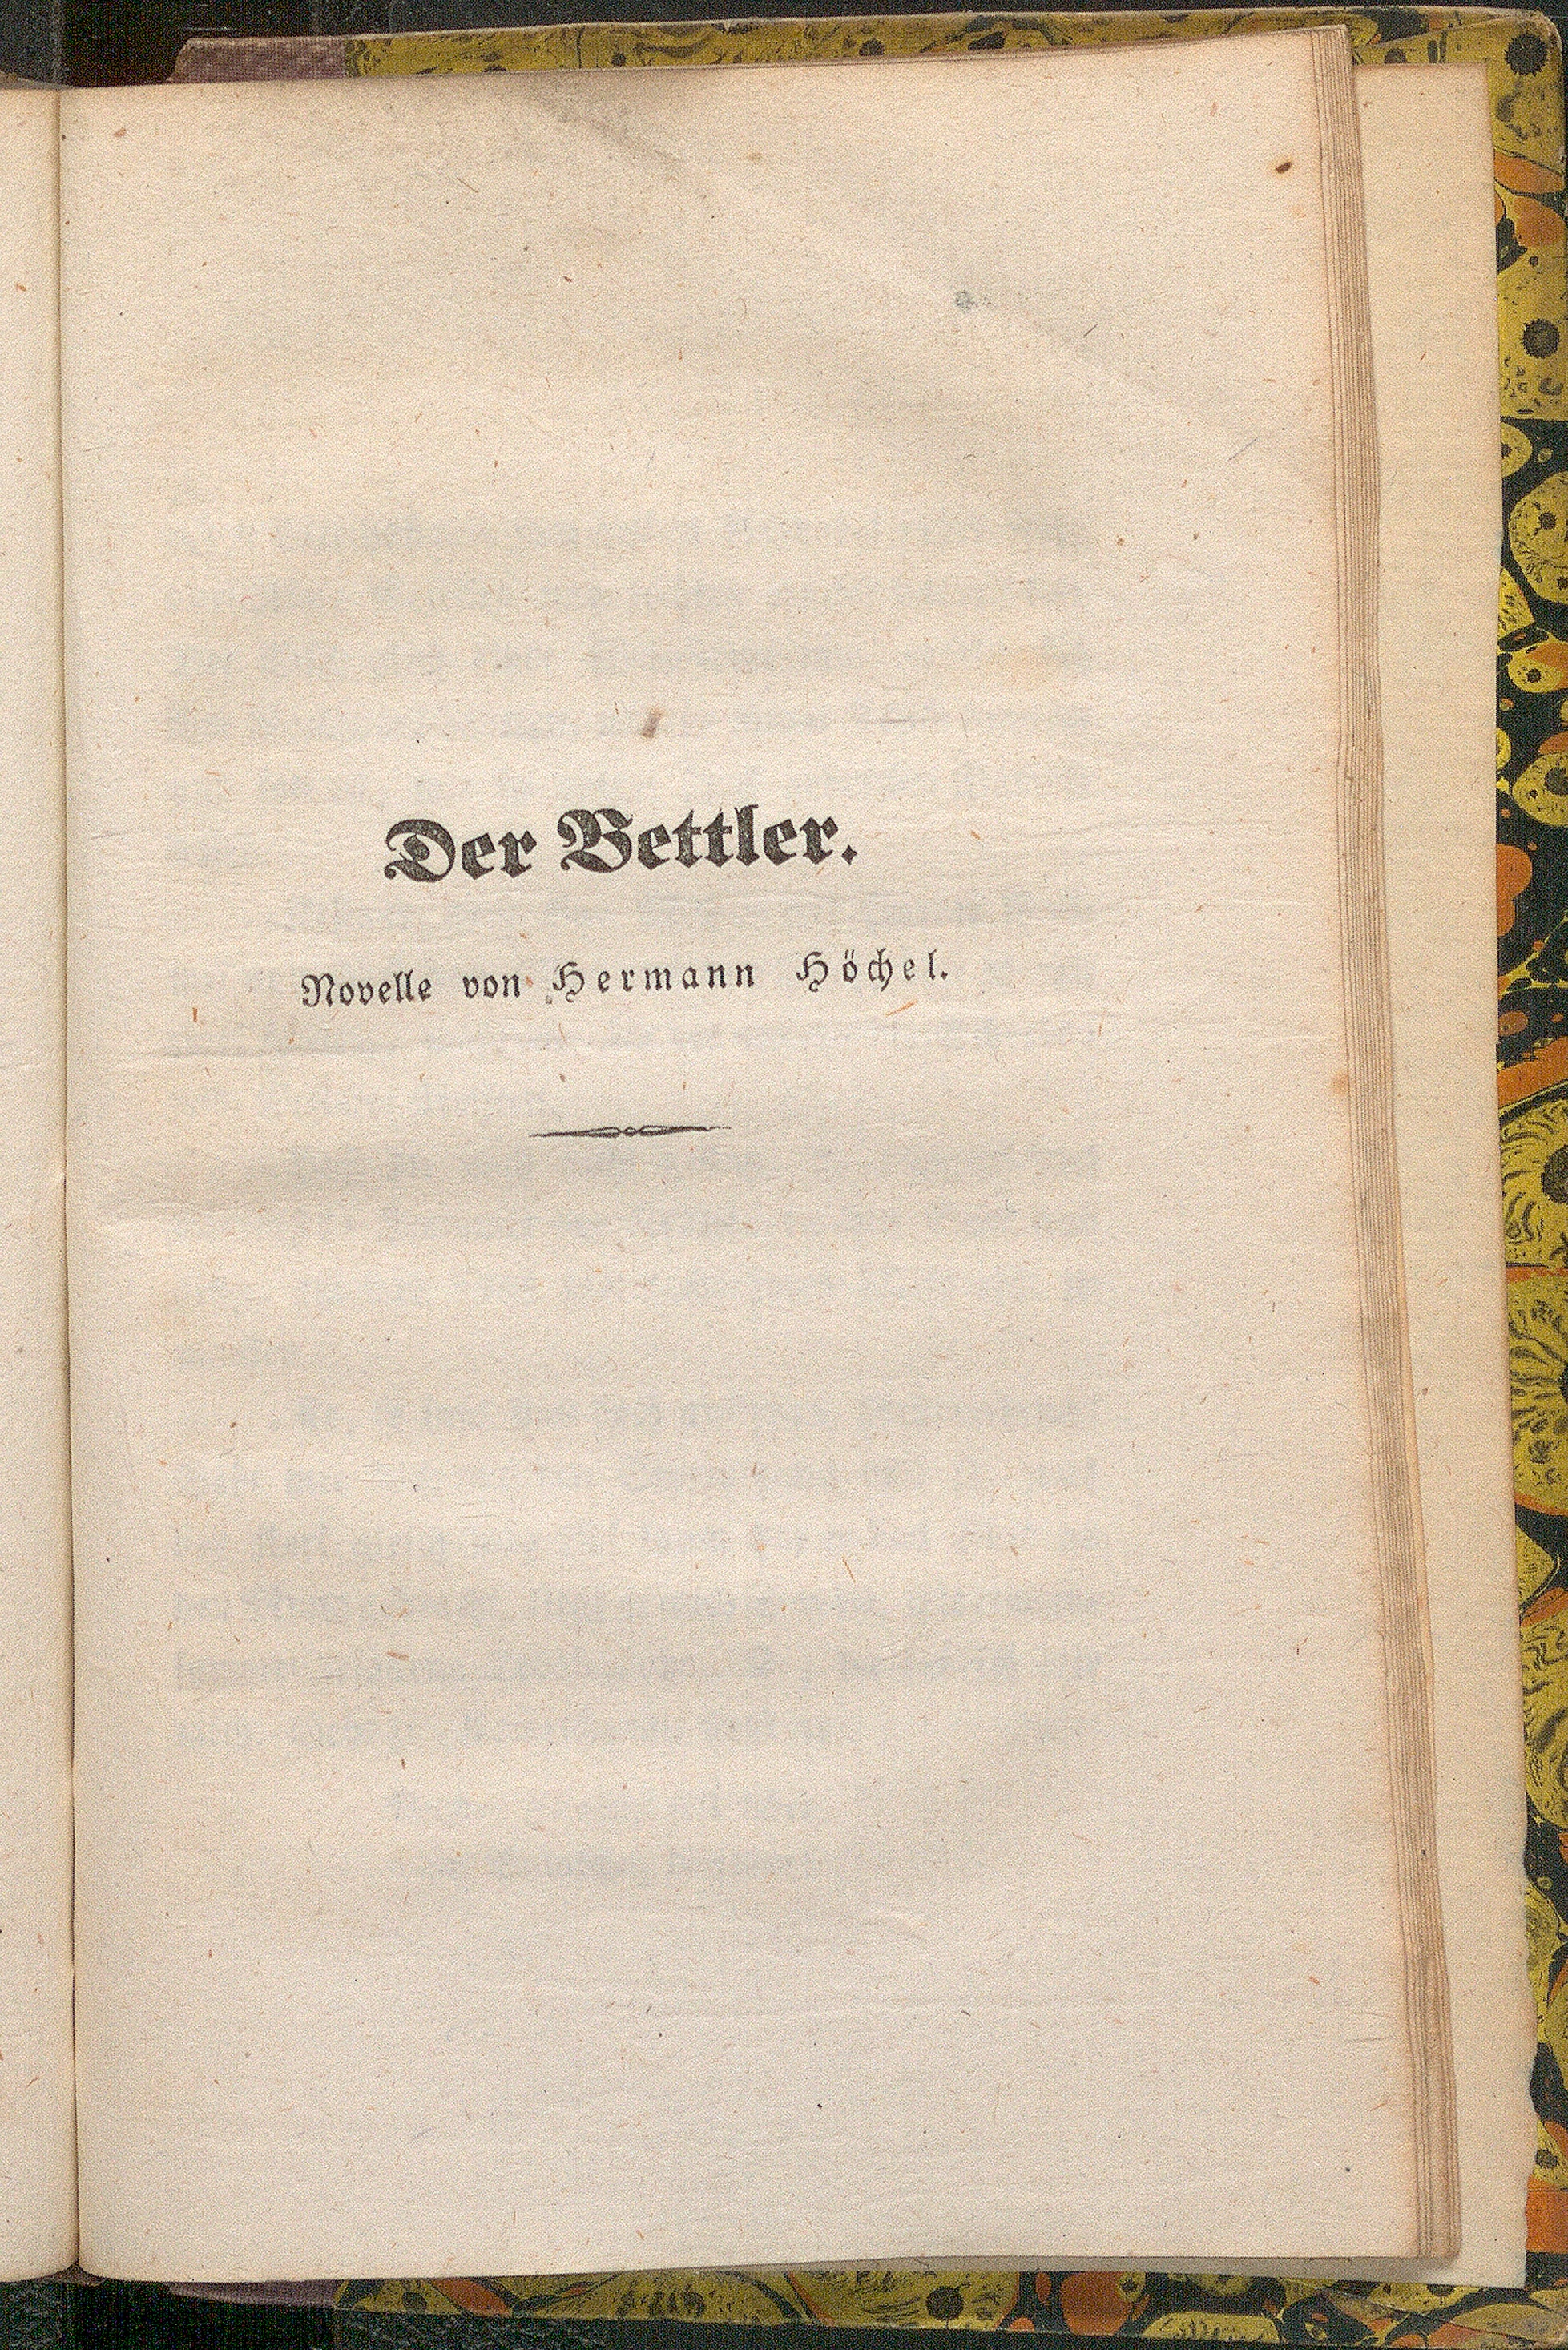 Der Bettler.
Novelle von Hermann Höchel.